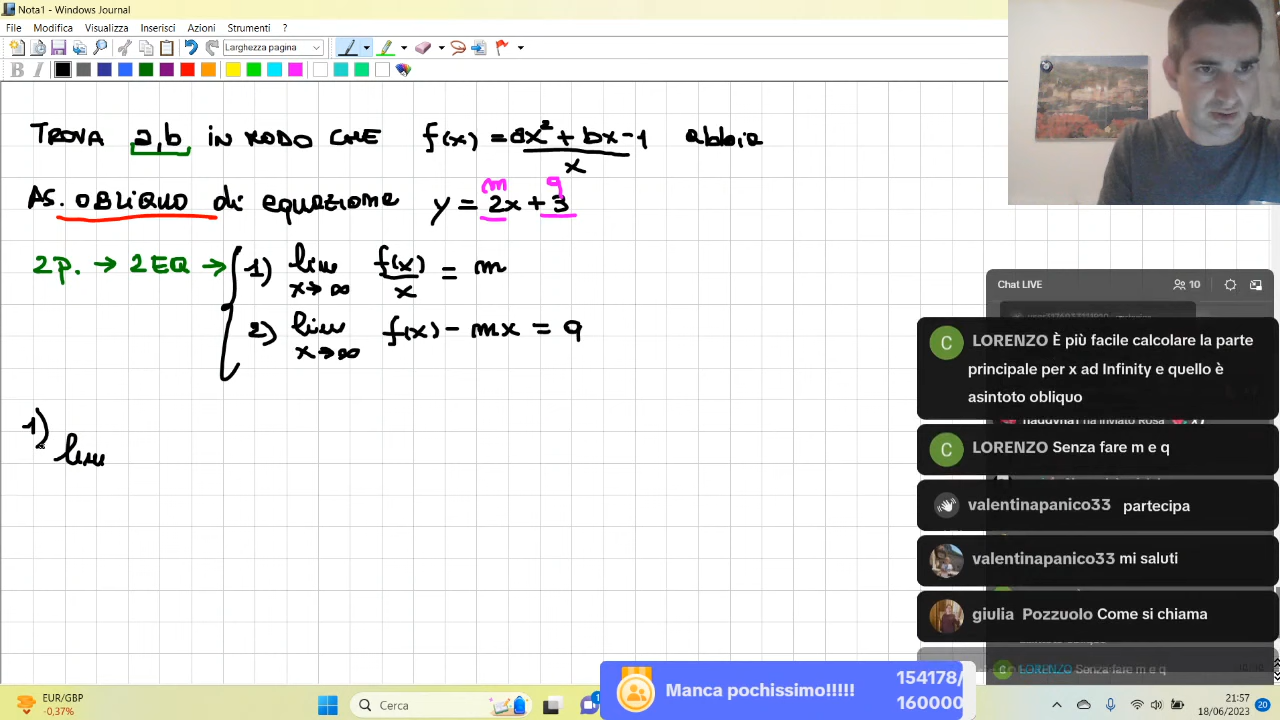 Nota1 - Windows Journal
File Modifica Visualizza Inserisci Azioni Strumenti ?
Larghezza pagina
TROVA a,b IN MODO CHE f(x) = ax² + bx - 1 / x abbia
AS. OBLIQUO di equazione y = 2x + 3
m q
2p. → 2EQ → { 1) lim x→∞ f(x)/x = m
2) lim x→∞ f(x) - mx = q
1) lim
Chat LIVE 10
LORENZO È più facile calcolare la parte
principale per x ad Infinity e quello è
asintoto obliquo
LORENZO Senza fare m e q
valentinapanico33 partecipa
valentinapanico33 mi saluti
giulia Pozzuolo Come si chiama
LORENZO Senza fare m e q
Manca pochissimo!!!!! 154178/
160000
EUR/GBP
-0,37%
Cerca
21:57
18/06/2023
20